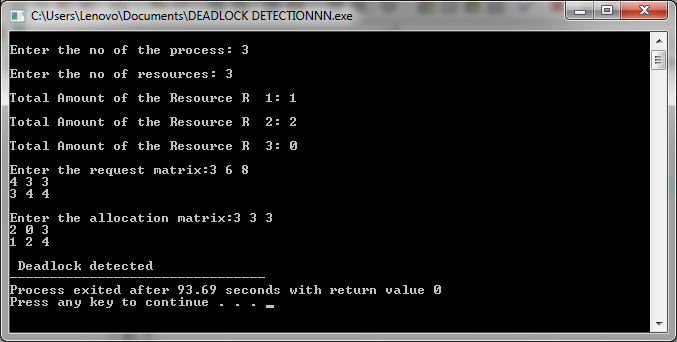 C:\Users\Lenovo\Documents\DEADLOCK DETECTIONNN.exe
Enter the no of the process: 3
Enter the no of resources: 3
Total Amount of the Resource R  1: 1
Total Amount of the Resource R  2: 2
Total Amount of the Resource R  3: 0
Enter the request matrix:3 6 8
4 3 3
3 4 4
Enter the allocation matrix:3 3 3
2 0 3
1 2 4
 Deadlock detected
--------------------------------
Process exited after 93.69 seconds with return value 0
Press any key to continue . . . _